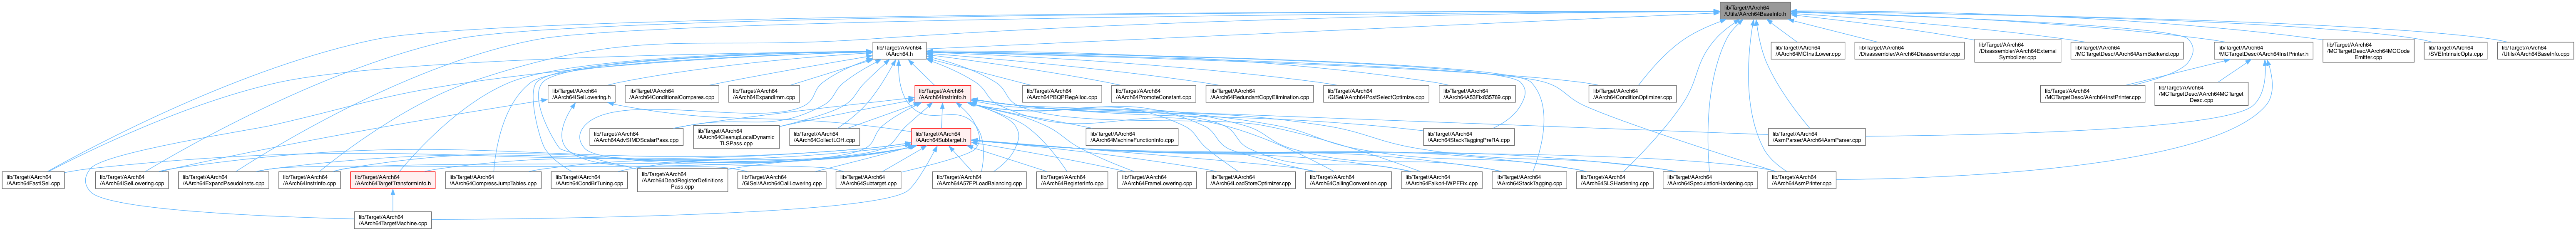 lib/Target/AArch64
/Utils/AArch64BaseInfo.h
lib/Target/AArch64
/AArch64.h
lib/Target/AArch64
/AArch64MCInstLower.cpp
lib/Target/AArch64
/Disassembler/AArch64Disassembler.cpp
lib/Target/AArch64
/Disassembler/AArch64External
Symbolizer.cpp
lib/Target/AArch64
/MCTargetDesc/AArch64AsmBackend.cpp
lib/Target/AArch64
/MCTargetDesc/AArch64InstPrinter.h
lib/Target/AArch64
/MCTargetDesc/AArch64MCCode
Emitter.cpp
lib/Target/AArch64
/SVEIntrinsicOpts.cpp
lib/Target/AArch64
/Utils/AArch64BaseInfo.cpp
lib/Target/AArch64
/AArch64ISelLowering.h
lib/Target/AArch64
/AArch64ConditionalCompares.cpp
lib/Target/AArch64
/AArch64ExpandImm.cpp
lib/Target/AArch64
/AArch64InstrInfo.h
lib/Target/AArch64
/AArch64PBQPRegAlloc.cpp
lib/Target/AArch64
/AArch64PromoteConstant.cpp
lib/Target/AArch64
/AArch64RedundantCopyElimination.cpp
lib/Target/AArch64
/GISel/AArch64PostSelectOptimize.cpp
lib/Target/AArch64
/AArch64A53Fix835769.cpp
lib/Target/AArch64
/AArch64ConditionOptimizer.cpp
lib/Target/AArch64
/MCTargetDesc/AArch64InstPrinter.cpp
lib/Target/AArch64
/MCTargetDesc/AArch64MCTarget
Desc.cpp
lib/Target/AArch64
/AArch64AdvSIMDScalarPass.cpp
lib/Target/AArch64
/AArch64CleanupLocalDynamic
TLSPass.cpp
lib/Target/AArch64
/AArch64CollectLOH.cpp
lib/Target/AArch64
/AArch64Subtarget.h
lib/Target/AArch64
/AArch64MachineFunctionInfo.cpp
lib/Target/AArch64
/AArch64StackTaggingPreRA.cpp
lib/Target/AArch64
/AsmParser/AArch64AsmParser.cpp
lib/Target/AArch64
/AArch64FastISel.cpp
lib/Target/AArch64
/AArch64ISelLowering.cpp
lib/Target/AArch64
/AArch64ExpandPseudoInsts.cpp
lib/Target/AArch64
/AArch64InstrInfo.cpp
lib/Target/AArch64
/AArch64TargetTransformInfo.h
lib/Target/AArch64
/AArch64CompressJumpTables.cpp
lib/Target/AArch64
/AArch64CondBrTuning.cpp
lib/Target/AArch64
/AArch64DeadRegisterDefinitions
Pass.cpp
lib/Target/AArch64
/GISel/AArch64CallLowering.cpp
lib/Target/AArch64
/AArch64Subtarget.cpp
lib/Target/AArch64
/AArch64A57FPLoadBalancing.cpp
lib/Target/AArch64
/AArch64RegisterInfo.cpp
lib/Target/AArch64
/AArch64FrameLowering.cpp
lib/Target/AArch64
/AArch64LoadStoreOptimizer.cpp
lib/Target/AArch64
/AArch64CallingConvention.cpp
lib/Target/AArch64
/AArch64FalkorHWPFFix.cpp
lib/Target/AArch64
/AArch64StackTagging.cpp
lib/Target/AArch64
/AArch64SLSHardening.cpp
lib/Target/AArch64
/AArch64SpeculationHardening.cpp
lib/Target/AArch64
/AArch64AsmPrinter.cpp
lib/Target/AArch64
/AArch64TargetMachine.cpp